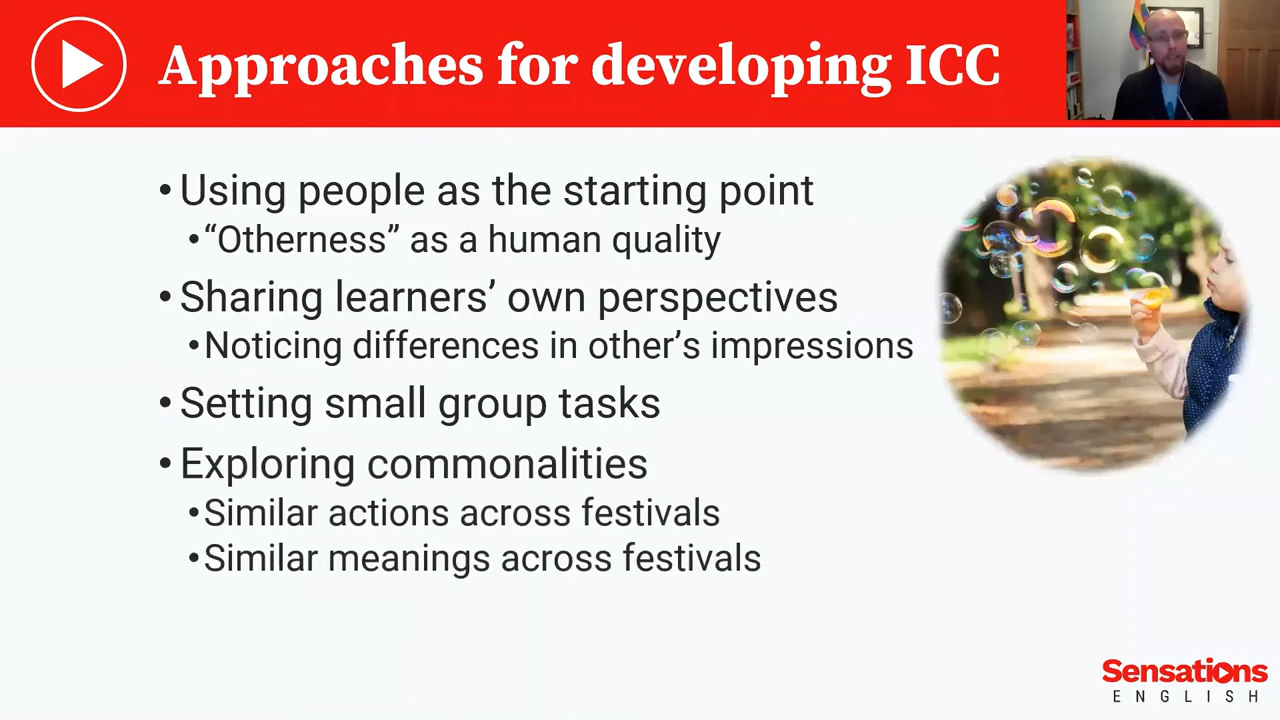 Approaches for developing ICC
• Using people as the starting point
• “Otherness” as a human quality
• Sharing learners’ own perspectives
• Noticing differences in other’s impressions
• Setting small group tasks
• Exploring commonalities
• Similar actions across festivals
• Similar meanings across festivals
Sensations
ENGLISH